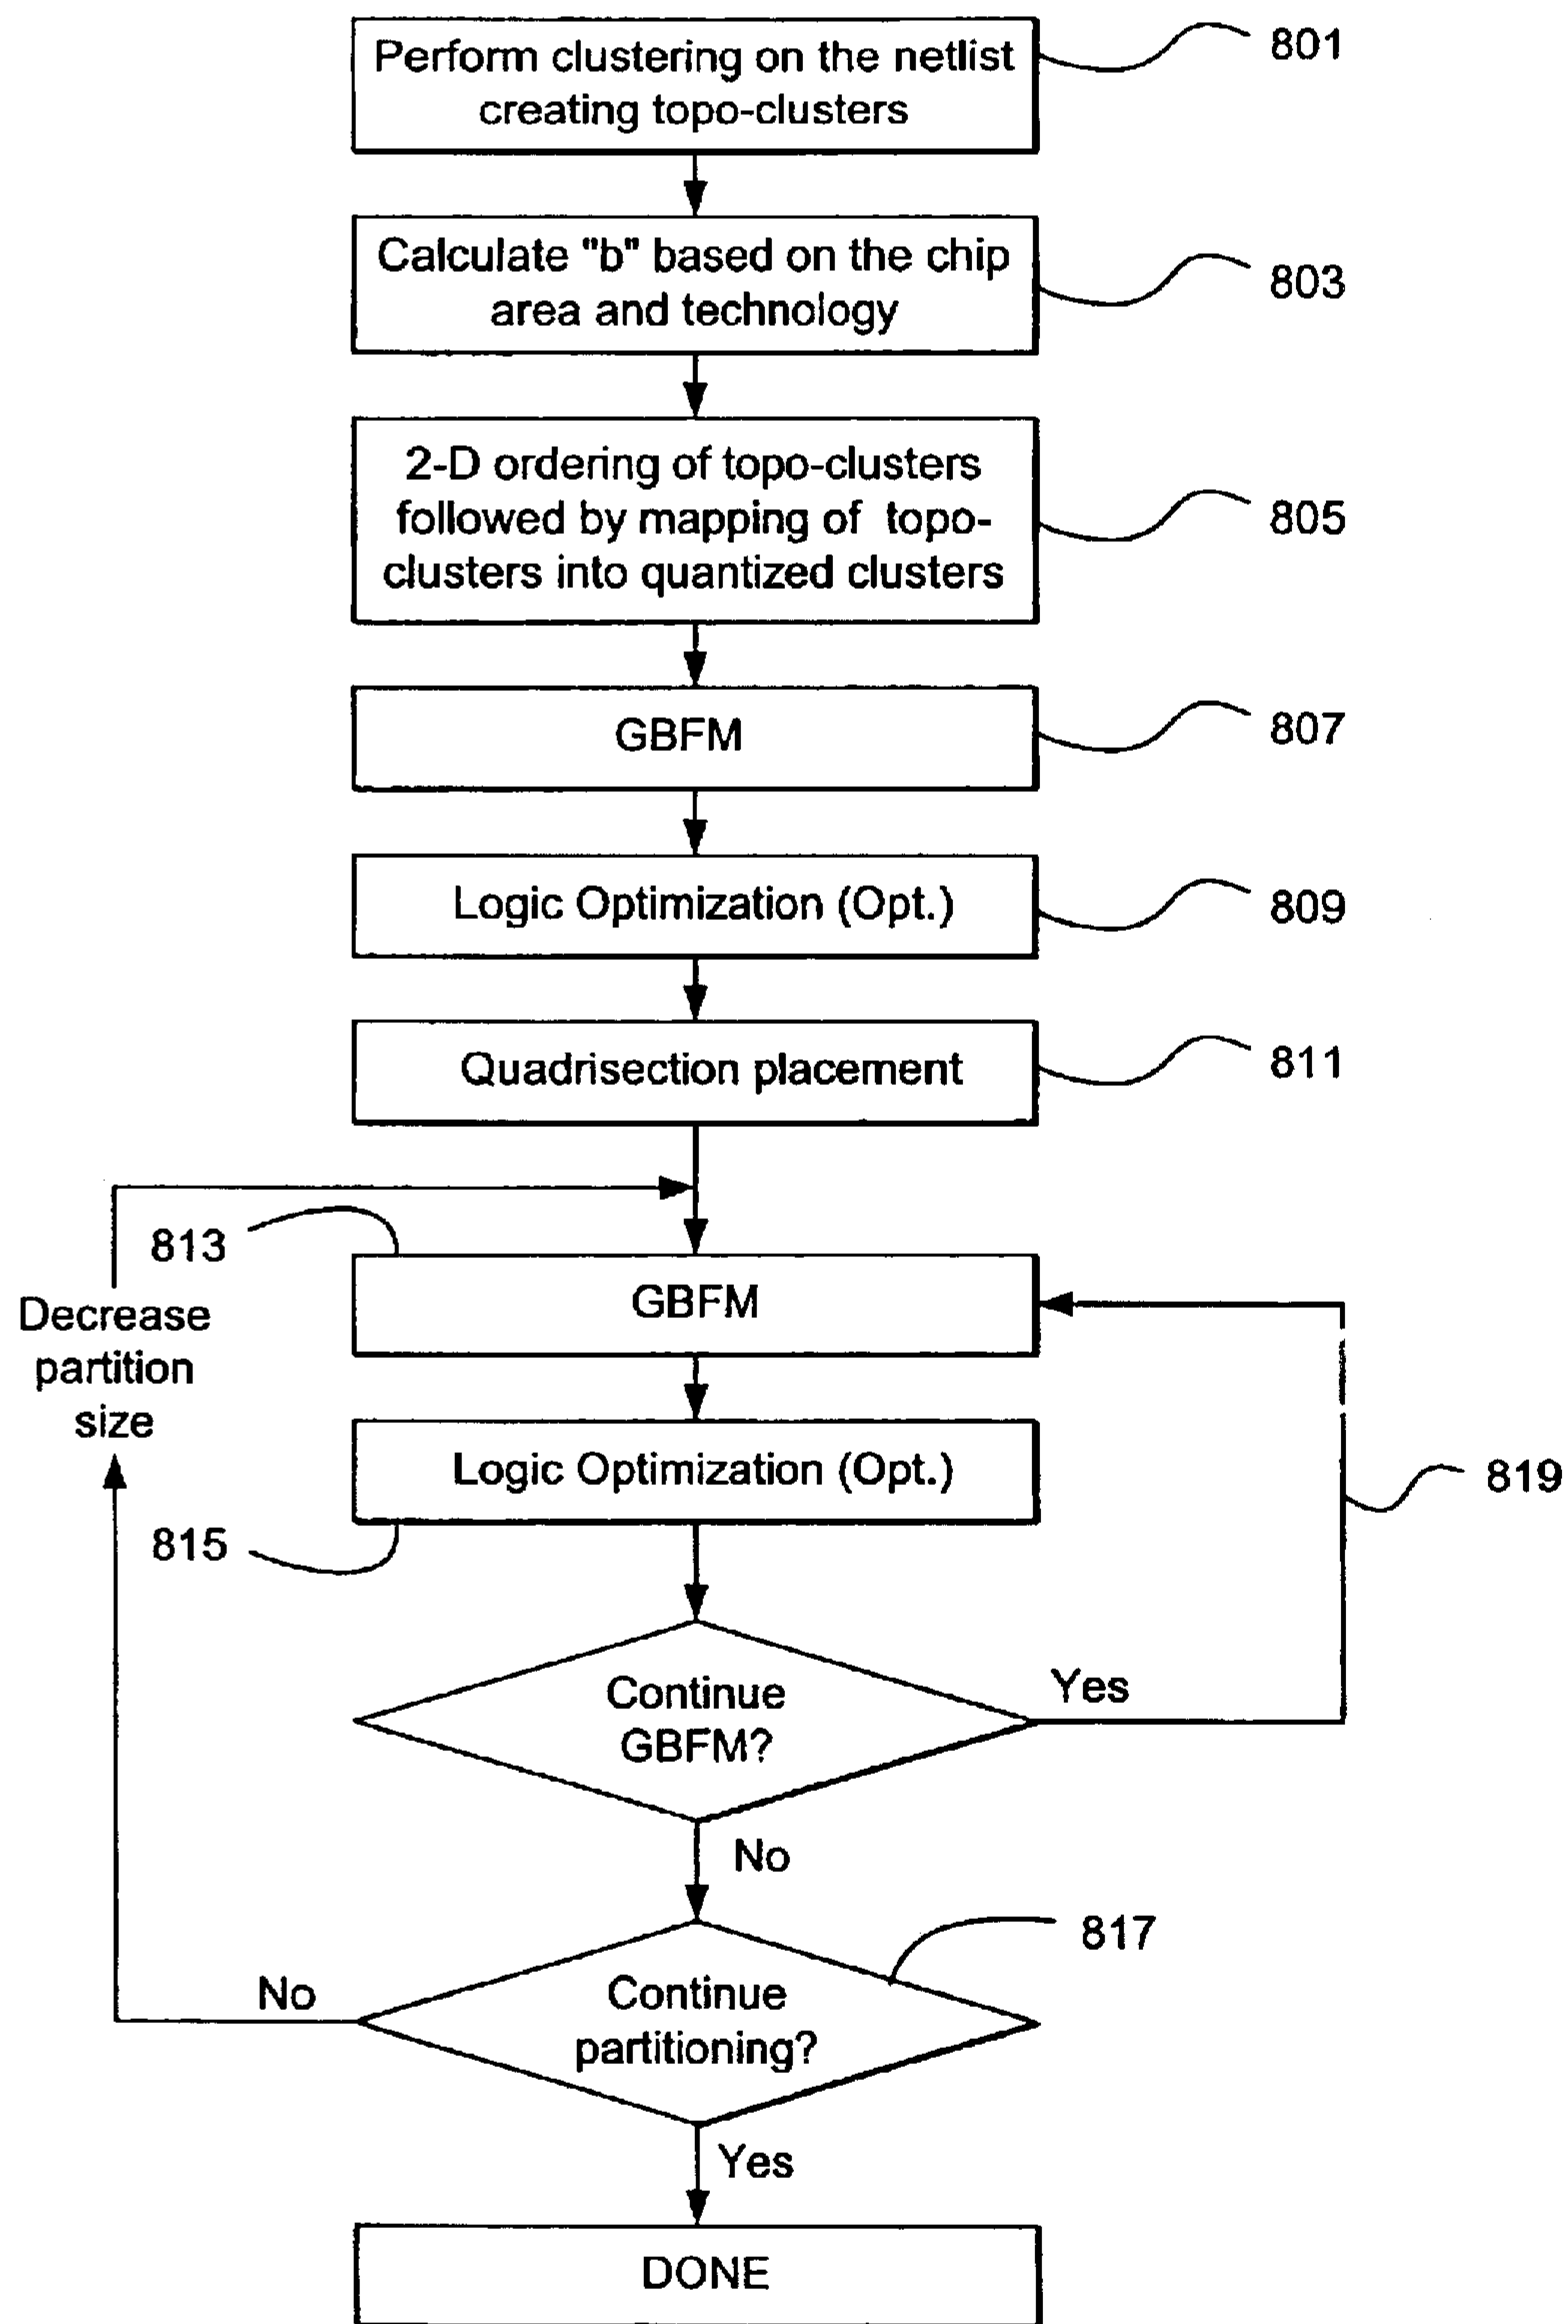 Perform clustering on the netlist
creating topo-clusters
801
Calculate "b" based on the chip
area and technology
803
2-D ordering of topo-clusters
followed by mapping of topo-
clusters into quantized clusters
805
GBFM
807
Logic Optimization (Opt.)
809
Quadrisection placement
811
813
GBFM
Decrease
partition
size
Logic Optimization (Opt.)
815
819
Continue
GBFM?
Yes
No
817
Continue
partitioning?
No
Yes
DONE